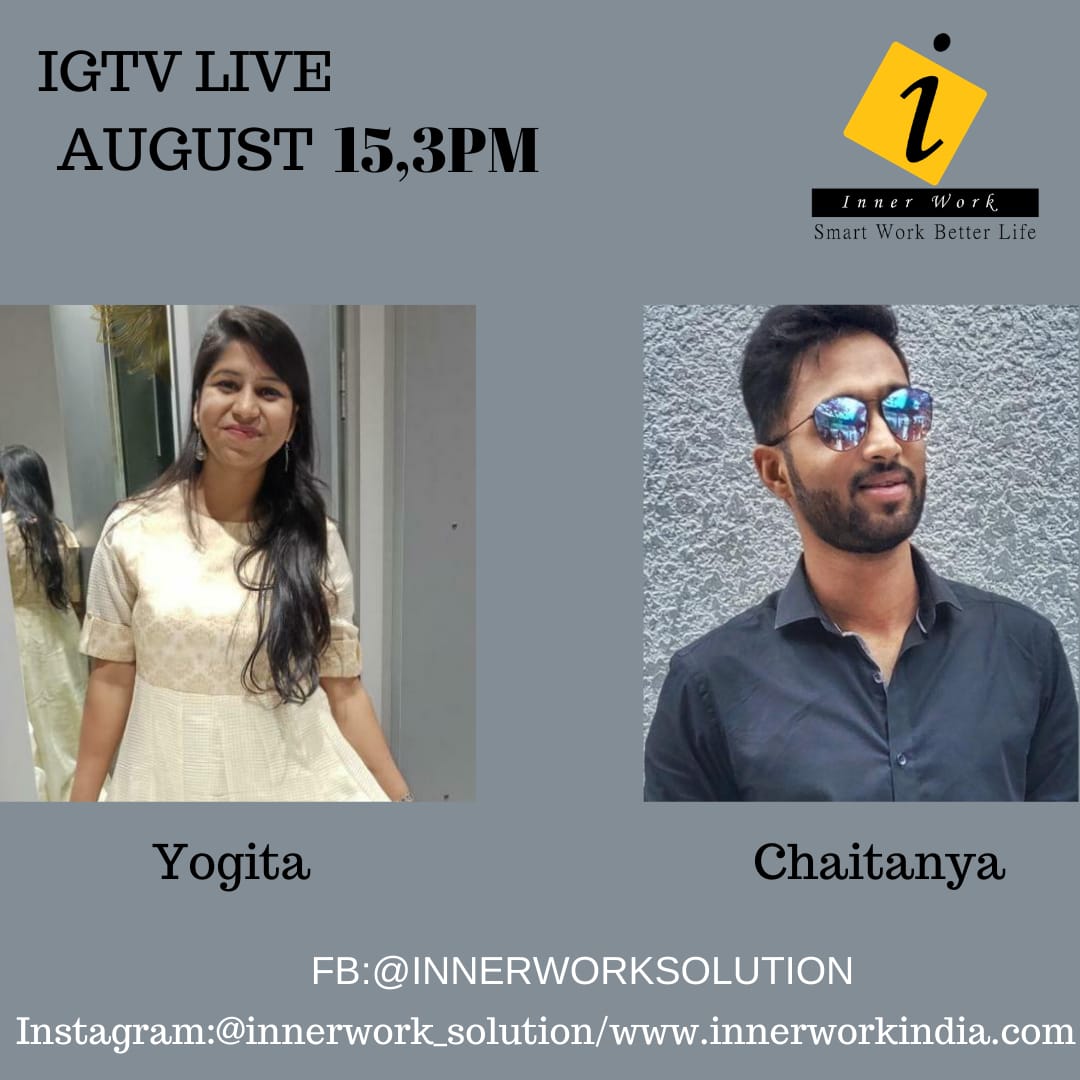 IGTV LIVE
AUGUST 15,3PM
i
Inner Work
Smart Work Better Life
Yogita
Chaitanya
FB:@INNERWORKSOLUTION
Instagram:@innerwork_solution/www.innerworkindia.com